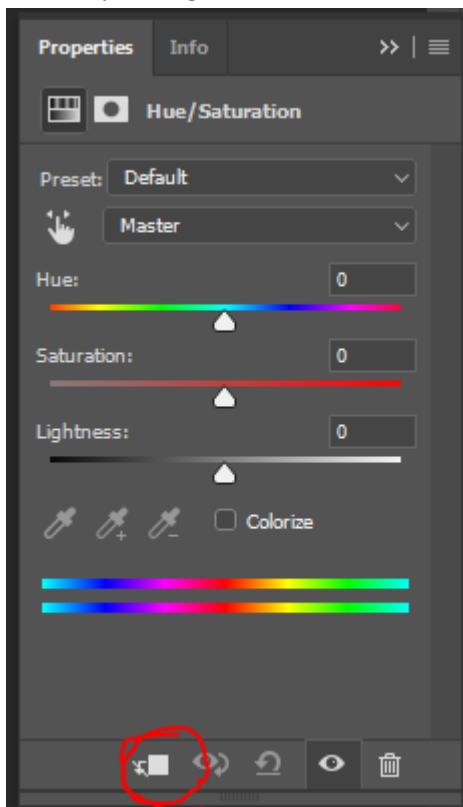 Properties Info
Hue/Saturation
Preset: Default
Master
Hue: 0
Saturation: 0
Lightness: 0
Colorize